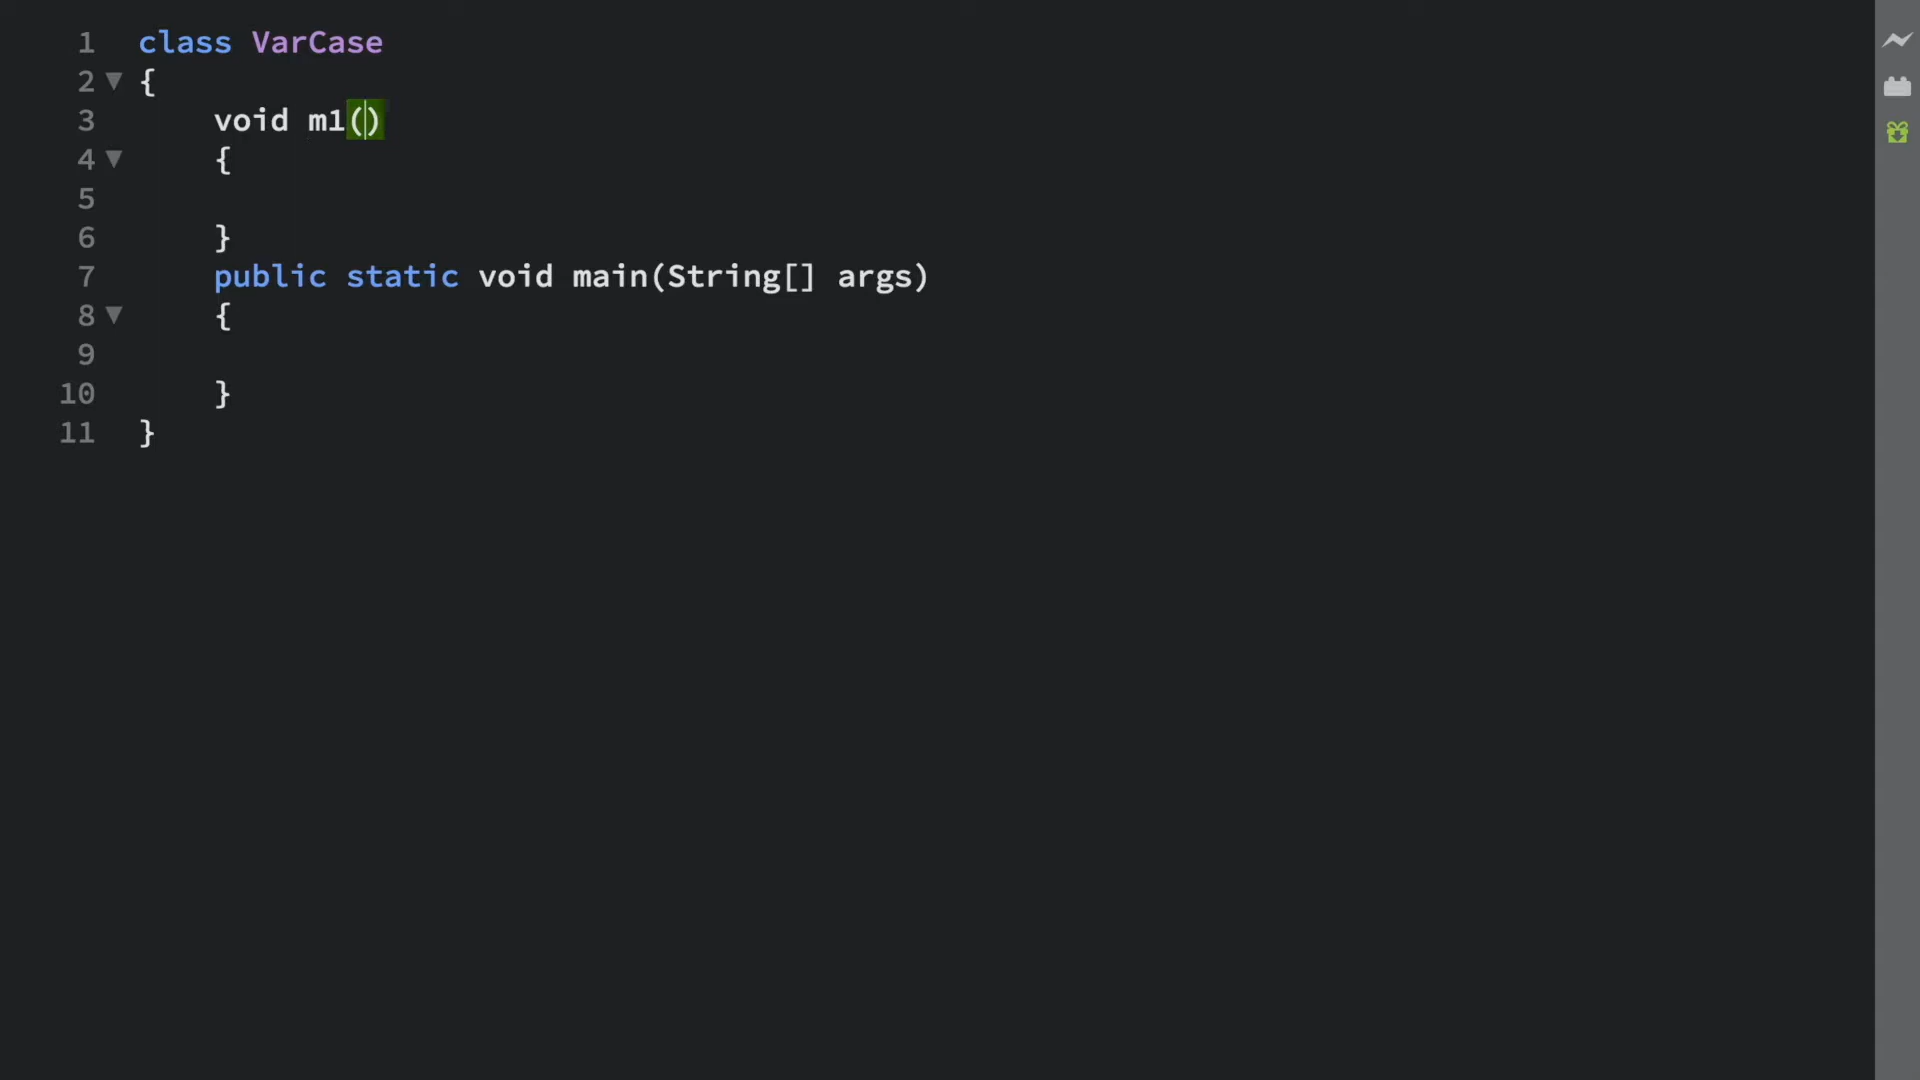 1 class VarCase
2 {
3 void m1()
4 {
5
6 }
7 public static void main(String[] args)
8 {
9
10 }
11 }